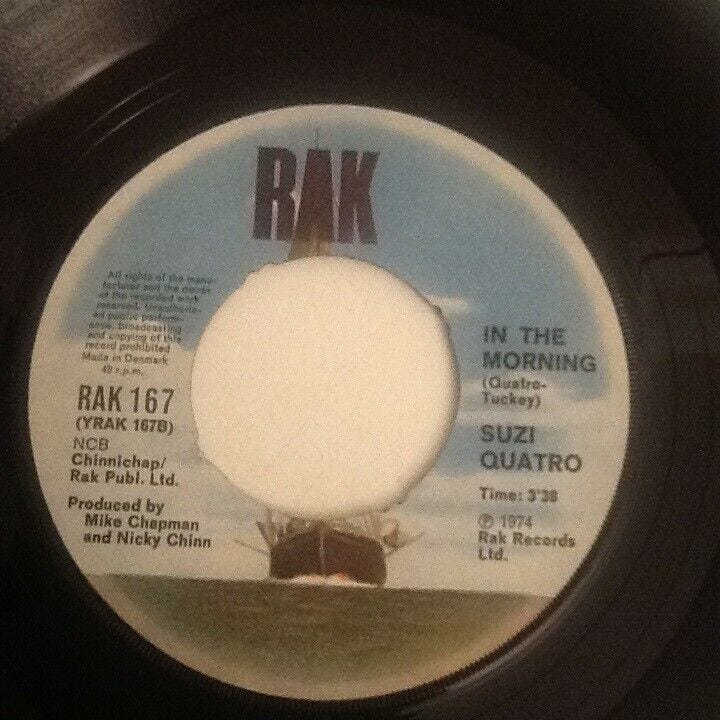 RAK
All rights of the manu-
facturer and the owner
of the recorded work
reserved. Unauthoris-
ed public perform-
ance, broadcasting
and copying of this
record prohibited
Made in Denmark
45 r.p.m.
RAK 167
(YRAK 167B)
NCB
Chinnichap/
Rak Publ. Ltd.
Produced by
Mike Chapman
and Nicky Chinn
IN THE
MORNING
(Quatro-
Tuckey)
SUZI
QUATRO
Time: 3'38
℗ 1974
Rak Records
Ltd.